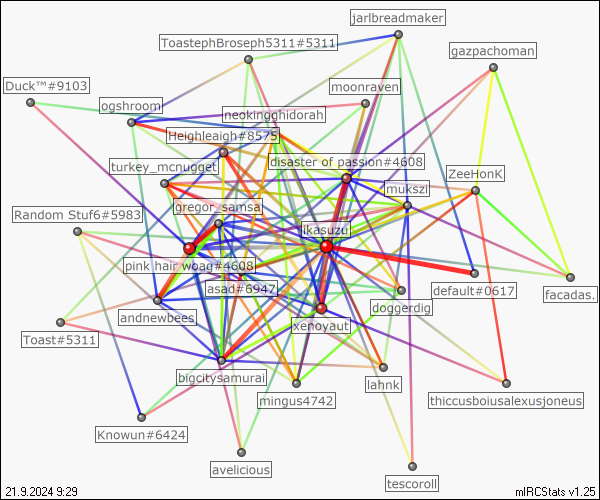 jarlbreadmaker
ToastephBroseph5311#5311
gazpachoman
Duck™#9103
moonraven
ogshroom
neokingghidorah
Heighleaigh#8575
disaster of passion#4608
turkey_mcnugget
ZeeHonK
mukszi
gregor_samsa
Random Stuf6#5983
likasuzu
pink hair woag#4608
asad#6947
default#0617
facadas.
doggerdig
andnewbees
xenoyaut
Toast#5311
bigcitysamurai
lahnk
mingus4742
thiccusboiusalexusjoneus
Knowun#6424
avelicious
tescoroll
21.9.2024 9:29
mIRCStats v1.25